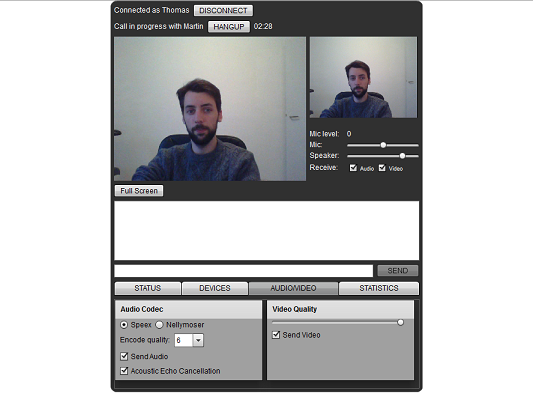 Connected as Thomas DISCONNECT
Call in progress with Martin HANGUP 02:28
Mic level: 0
Mic:
Speaker:
Receive: Audio Video
Full Screen
SEND
STATUS DEVICES AUDIO/VIDEO STATISTICS
Audio Codec Video Quality
Speex Nellymoser
Encode quality: 6
Send Video
Send Audio
Acoustic Echo Cancellation